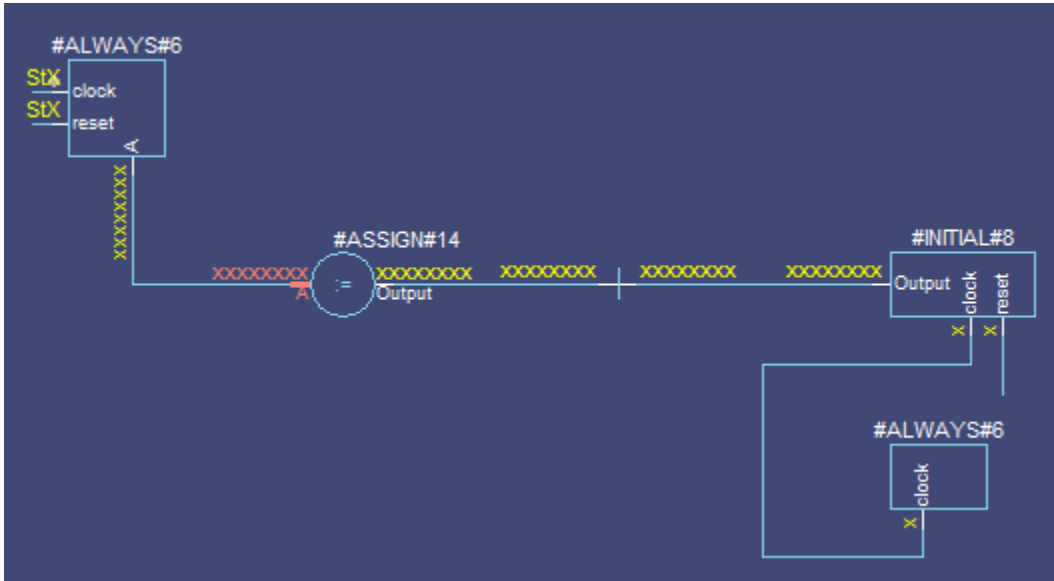 #ALWAYS#6
StX
clock
StX
reset
A
XXXXXXXX
#ASSIGN#14
XXXXXXXX
A
:=
XXXXXXXX
Output
XXXXXXXX
XXXXXXXX
XXXXXXXX
#INITIAL#8
Output
clock
reset
X
X
#ALWAYS#6
clock
X